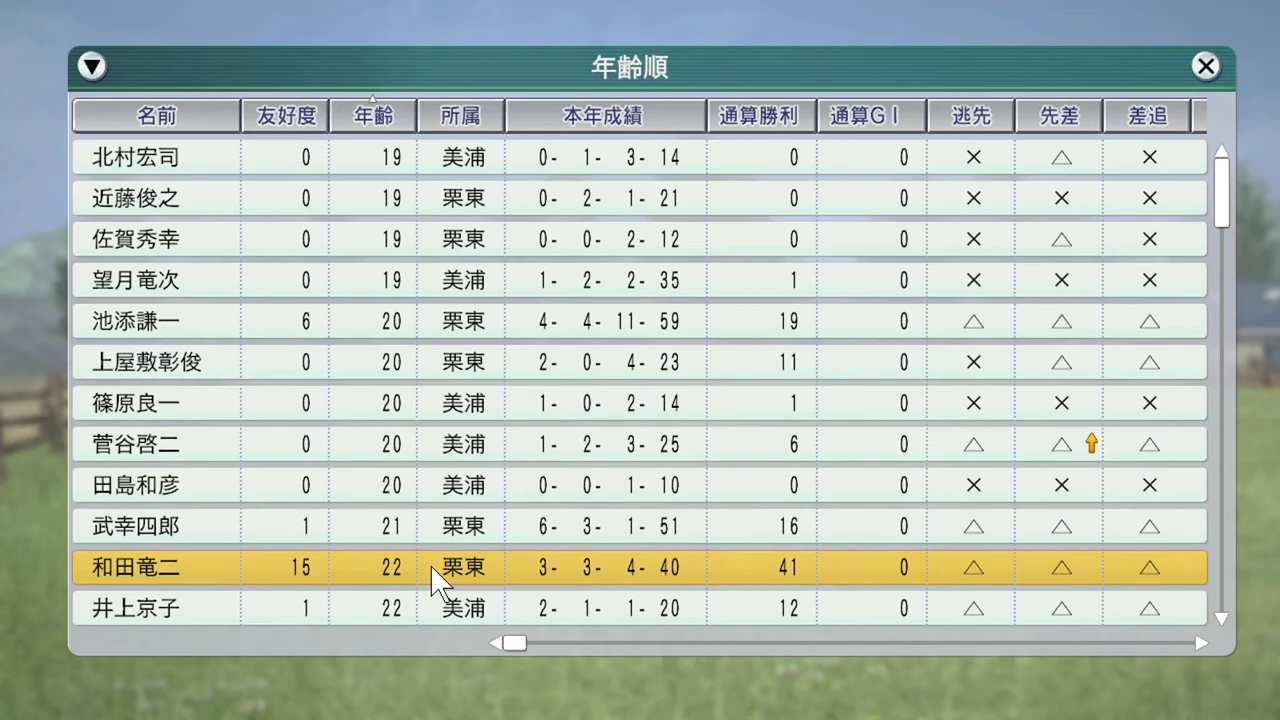 年齢順
名前 友好度 年齢 所属 本年成績 通算勝利 通算GⅠ 逃先 先差 差追
北村宏司 0 19 美浦 0- 1- 3- 14 0 0 × △ ×
近藤俊之 0 19 栗東 0- 2- 1- 21 0 0 × × ×
佐賀秀幸 0 19 栗東 0- 0- 2- 12 0 0 × △ ×
望月竜次 0 19 美浦 1- 2- 2- 35 1 0 × × ×
池添謙一 6 20 栗東 4- 4- 11- 59 19 0 △ △ △
上屋敷彰俊 0 20 栗東 2- 0- 4- 23 11 0 × △ △
篠原良一 0 20 美浦 1- 0- 2- 14 1 0 × × ×
菅谷啓二 0 20 美浦 1- 2- 3- 25 6 0 △ △ △
田島和彦 0 20 美浦 0- 0- 1- 10 0 0 × × ×
武幸四郎 1 21 栗東 6- 3- 1- 51 16 0 △ △ △
和田竜二 15 22 栗東 3- 3- 4- 40 41 0 △ △ △
井上京子 1 22 美浦 2- 1- 1- 20 12 0 △ △ △